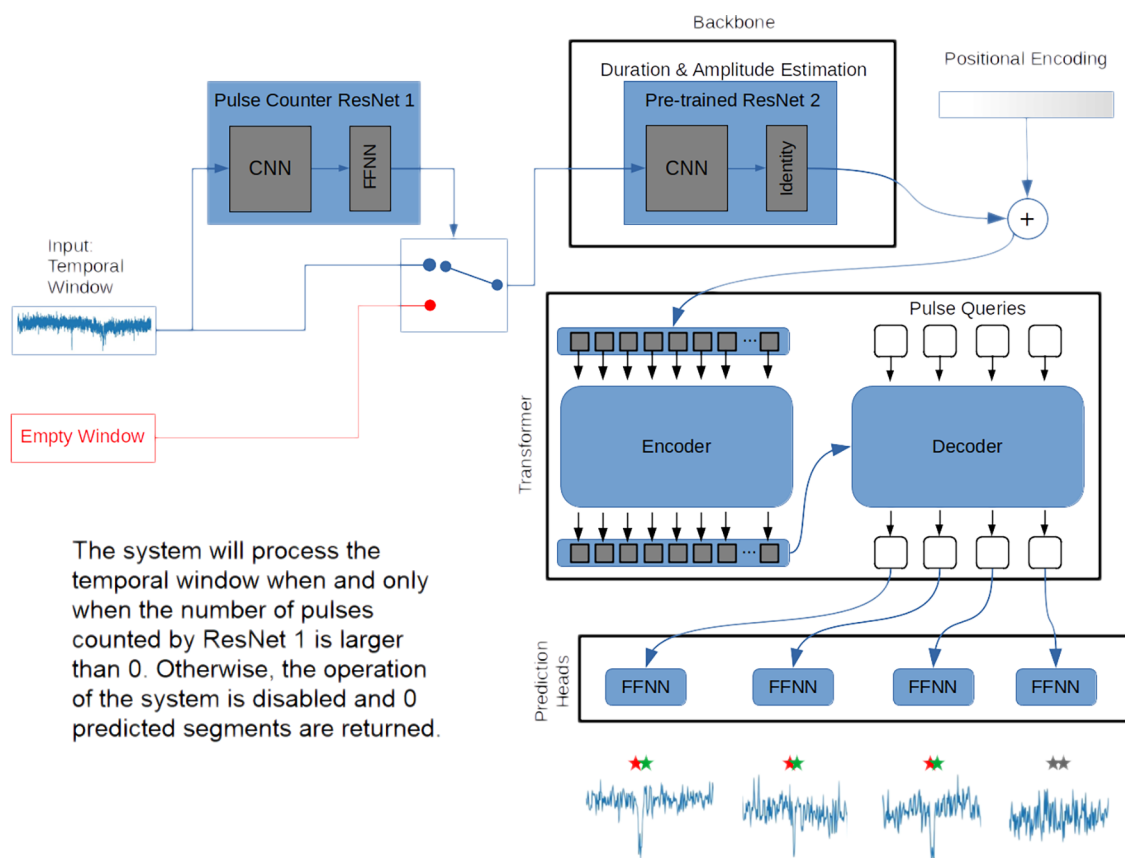 Backbone
Positional Encoding
Duration & Amplitude Estimation
Pulse Counter ResNet 1
Pre-trained ResNet 2
CNN
FFNN
CNN
Identity
+
Input:
Temporal
Window
Empty Window
Pulse Queries
...
Transformer
Encoder
Decoder
...
The system will process the
temporal window when and only
when the number of pulses
counted by ResNet 1 is larger
than 0. Otherwise, the operation
of the system is disabled and 0
predicted segments are returned.
Prediction
Heads
FFNN
FFNN
FFNN
FFNN